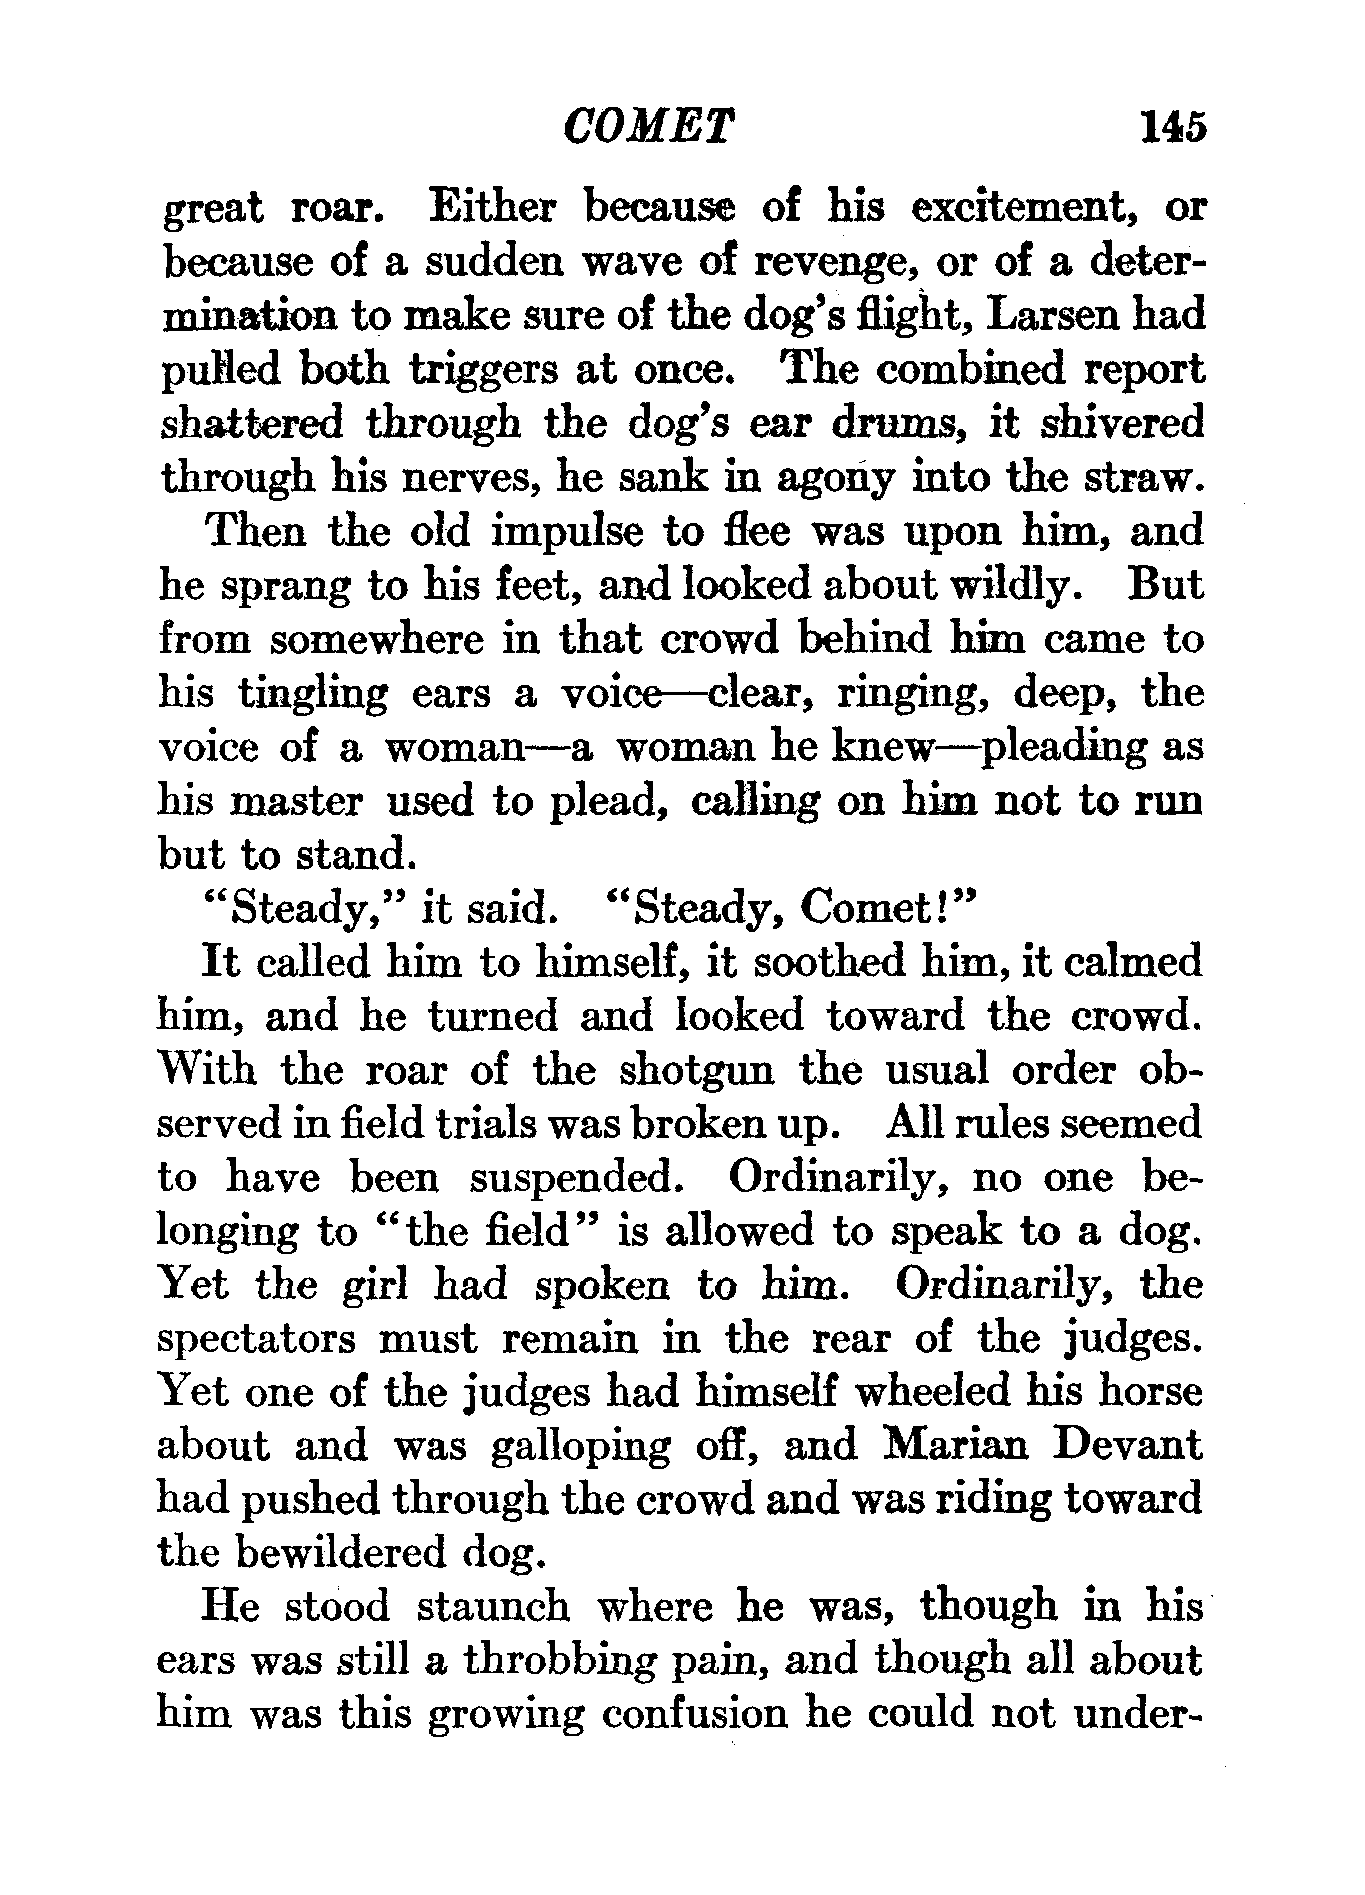 COMET 145
great roar. Either because of his excitement, or
because of a sudden wave of revenge, or of a deter-
mination to make sure of the dog's flight, Larsen had
pulled both triggers at once. The combined report
shattered through the dog's ear drums, it shivered
through his nerves, he sank in agony into the straw.
Then the old impulse to flee was upon him, and
he sprang to his feet, and looked about wildly. But
from somewhere in that crowd behind him came to
his tingling ears a voice—clear, ringing, deep, the
voice of a woman—a woman he knew—pleading as
his master used to plead, calling on him not to run
but to stand.
"Steady," it said. "Steady, Comet!"
It called him to himself, it soothed him, it calmed
him, and he turned and looked toward the crowd.
With the roar of the shotgun the usual order ob-
served in field trials was broken up. All rules seemed
to have been suspended. Ordinarily, no one be-
longing to "the field" is allowed to speak to a dog.
Yet the girl had spoken to him. Ordinarily, the
spectators must remain in the rear of the judges.
Yet one of the judges had himself wheeled his horse
about and was galloping off, and Marian Devant
had pushed through the crowd and was riding toward
the bewildered dog.
He stood staunch where he was, though in his
ears was still a throbbing pain, and though all about
him was this growing confusion he could not under-